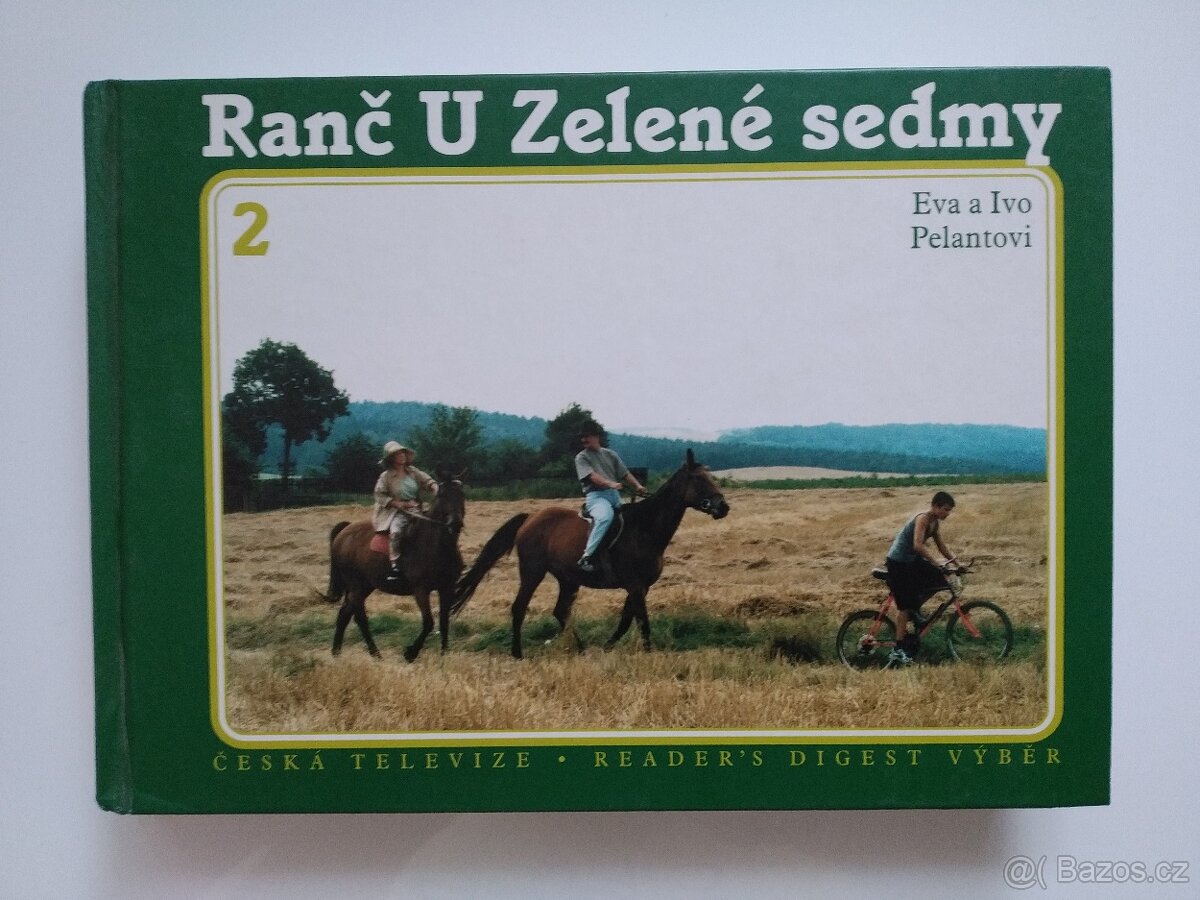 Ranč U Zelené sedmy
2
Eva a Ivo
Pelantovi
ČESKÁ TELEVIZE • READER'S DIGEST VÝBĚR
@( Bazos.cz